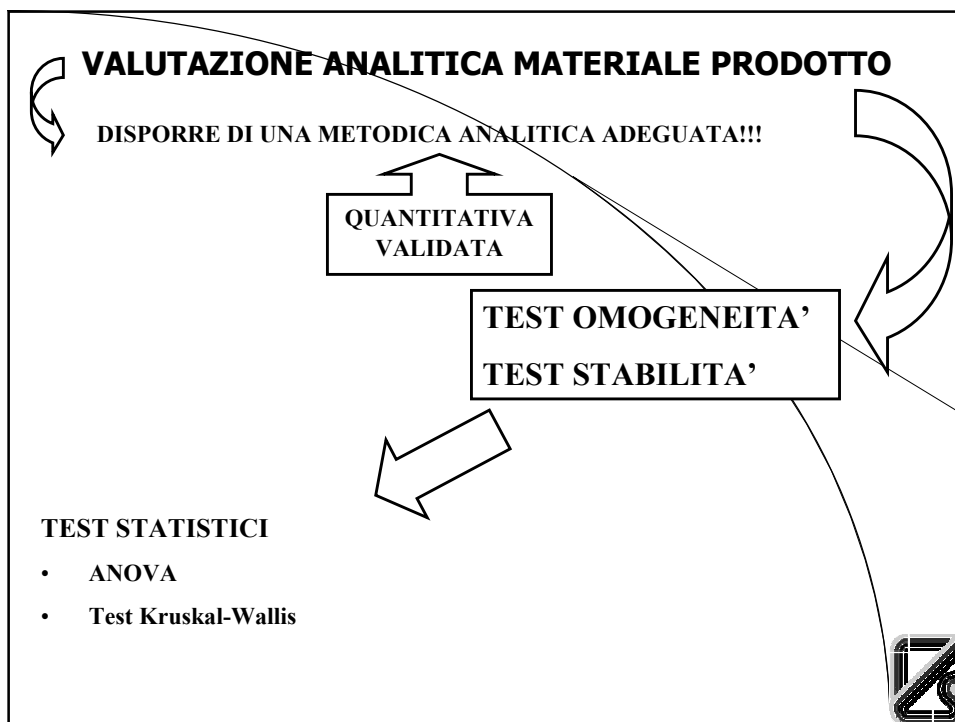 VALUTAZIONE ANALITICA MATERIALE PRODOTTO
DISPORRE DI UNA METODICA ANALITICA ADEGUATA!!!
QUANTITATIVA
VALIDATA
TEST OMOGENEITA’
TEST STABILITA’
TEST STATISTICI
• ANOVA
• Test Kruskal-Wallis